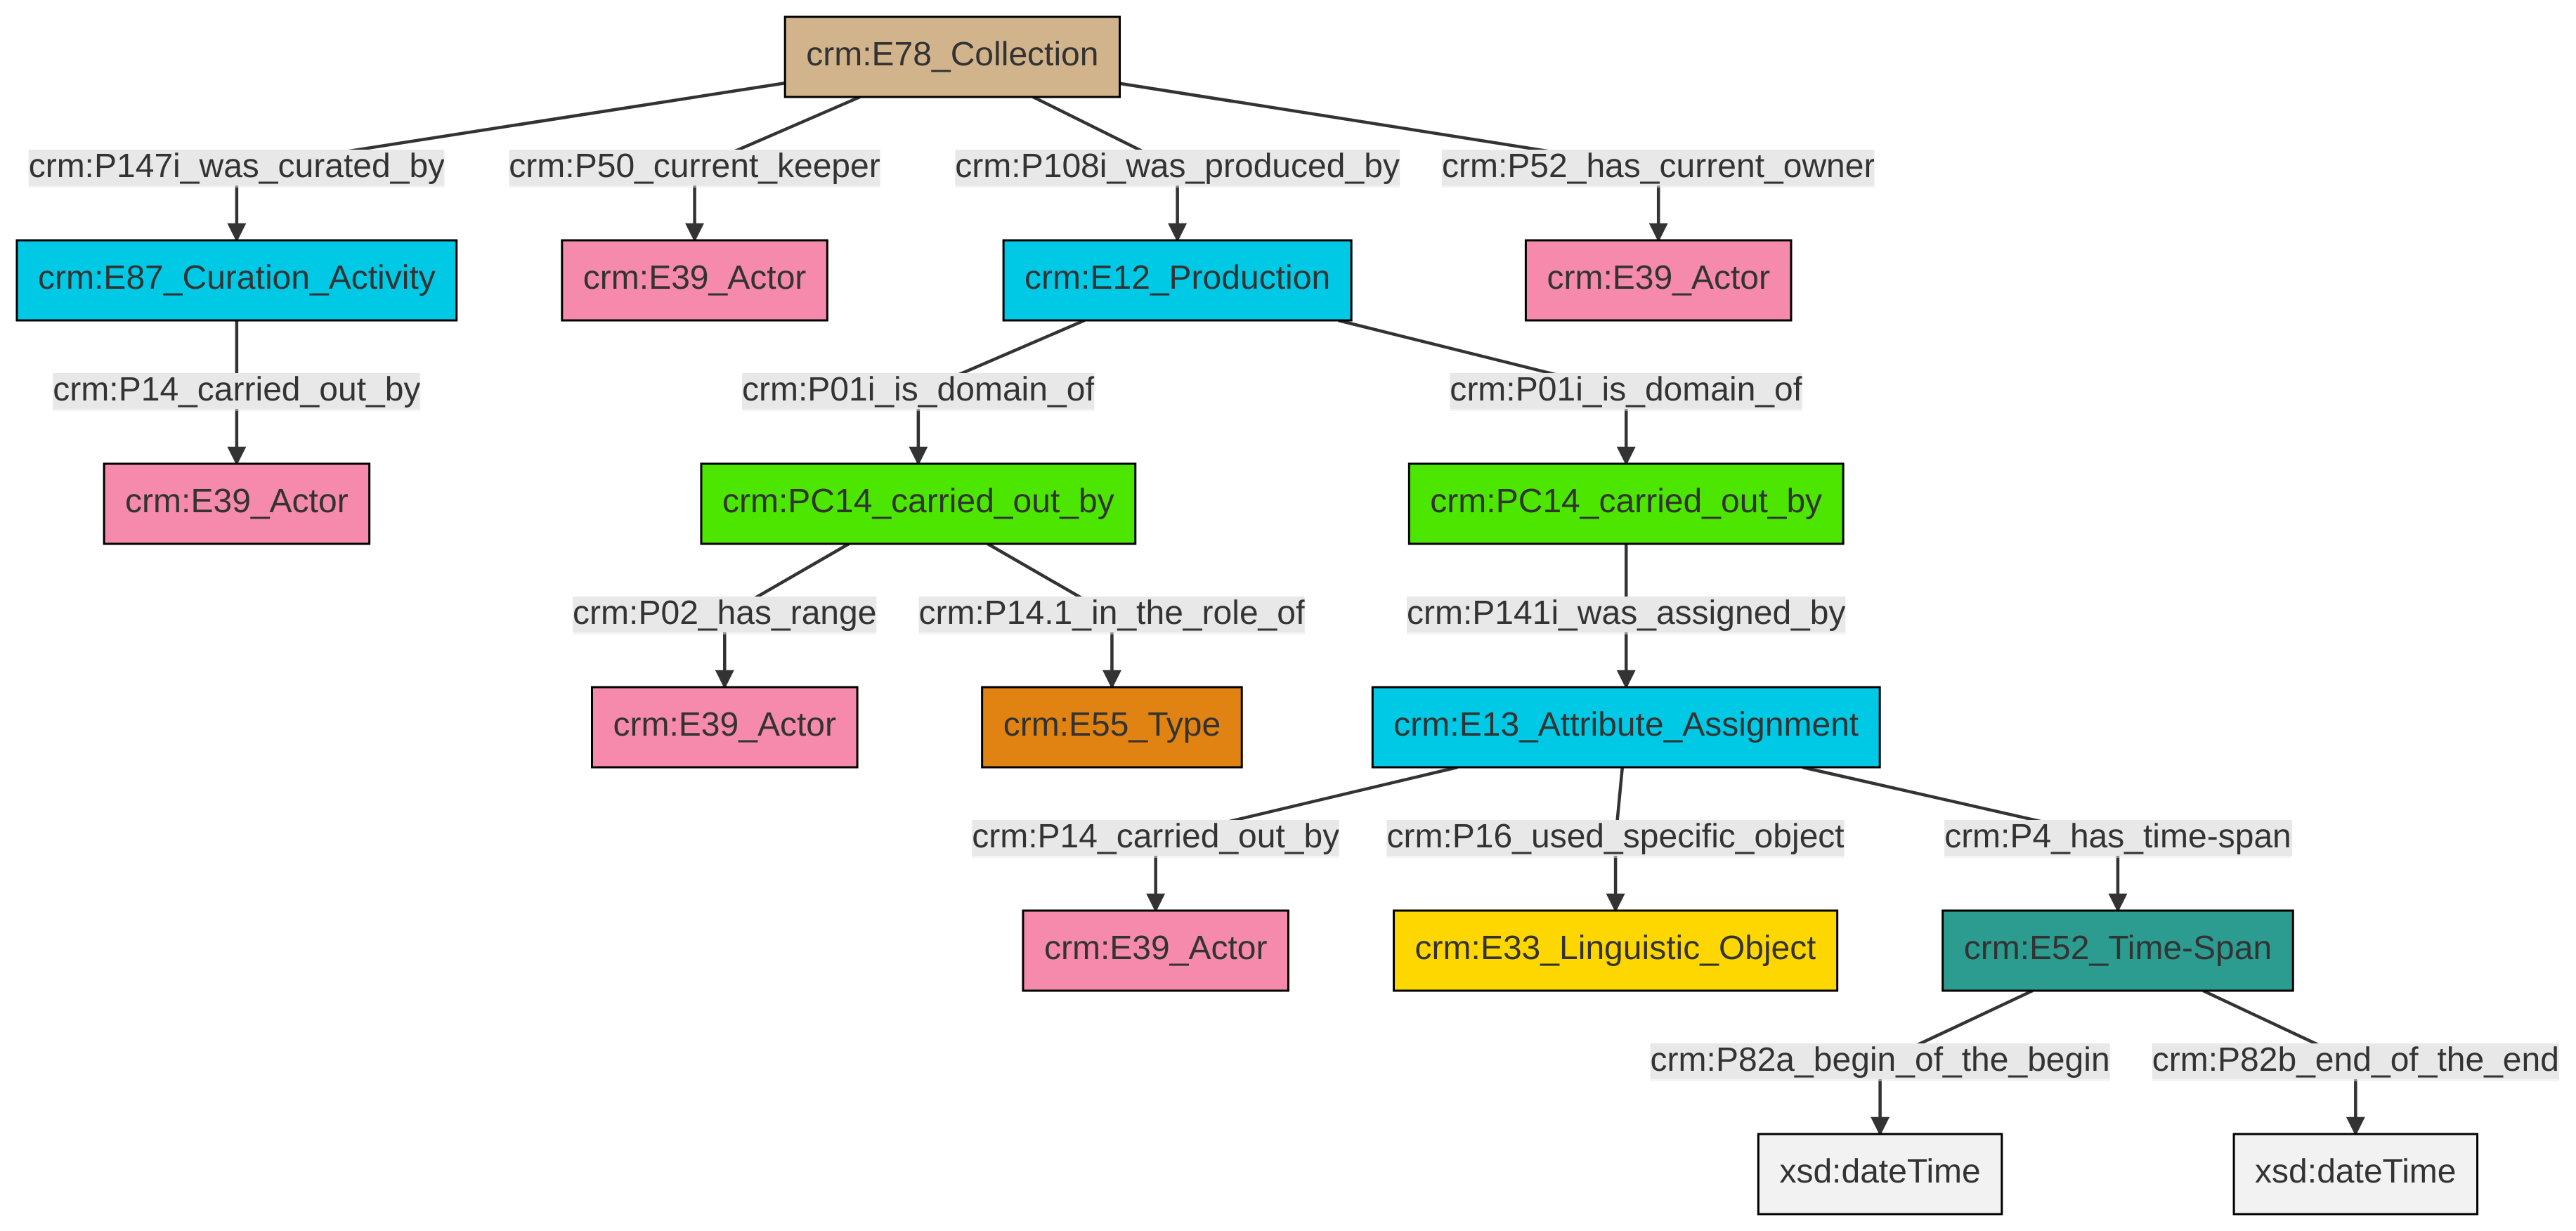 crm:E78_Collection
crm:P147i_was_curated_by
crm:P50_current_keeper
crm:P108i_was_produced_by
crm:P52_has_current_owner
crm:E87_Curation_Activity
crm:E39_Actor
crm:E12_Production
crm:E39_Actor
crm:P14_carried_out_by
crm:P01i_is_domain_of
crm:P01i_is_domain_of
crm:E39_Actor
crm:PC14_carried_out_by
crm:PC14_carried_out_by
crm:P02_has_range
crm:P14.1_in_the_role_of
crm:P141i_was_assigned_by
crm:E39_Actor
crm:E55_Type
crm:E13_Attribute_Assignment
crm:P14_carried_out_by
crm:P16_used_specific_object
crm:P4_has_time-span
crm:E39_Actor
crm:E33_Linguistic_Object
crm:E52_Time-Span
crm:P82a_begin_of_the_begin
crm:P82b_end_of_the_end
xsd:dateTime
xsd:dateTime